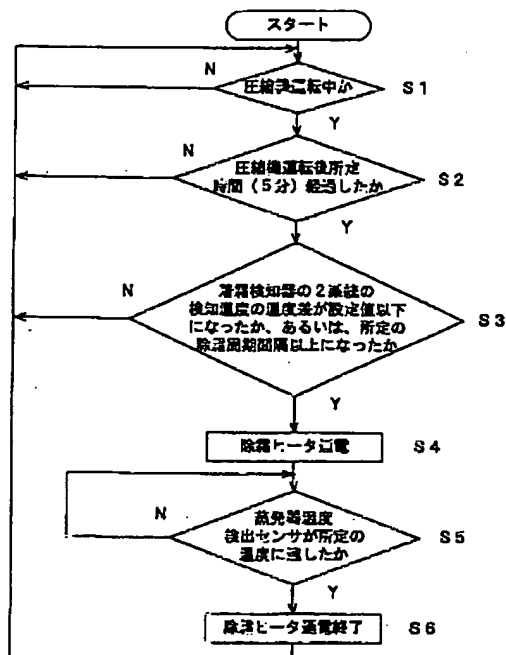 スタート
N
圧縮機運転中か
S1
Y
N
圧縮機運転後所定
時間（5分）経過したか
S2
Y
N
着霜検知器の2系統の
検知温度の温度差が設定値以下
になったか、あるいは、所定の
除霜周期間隔以上になったか
S3
Y
除霜ヒータ通電
S4
N
蒸発器温度
検出センサが所定の
温度に達したか
S5
Y
除霜ヒータ通電終了
S6